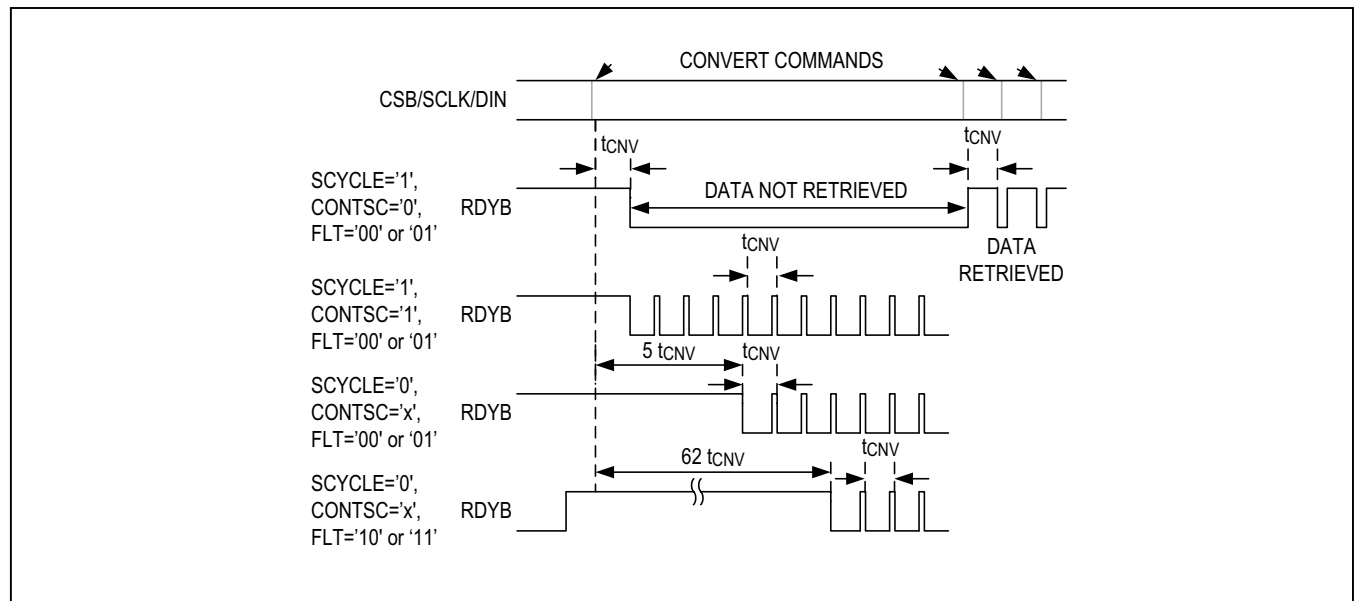 CONVERT COMMANDS
CSB/SCLK/DIN
tCNV
tCNV
SCYCLE='1',
CONTSC='0',
FLT='00' or ‘01’
RDYB
DATA NOT RETRIEVED
DATA
RETRIEVED
tCNV
SCYCLE='1',
CONTSC='1',
FLT='00' or ‘01’
RDYB
5 tCNV
tCNV
SCYCLE='0',
CONTSC='x',
FLT='00' or ‘01’
RDYB
62 tCNV
tCNV
SCYCLE='0',
CONTSC='x',
FLT='10' or ‘11’
RDYB